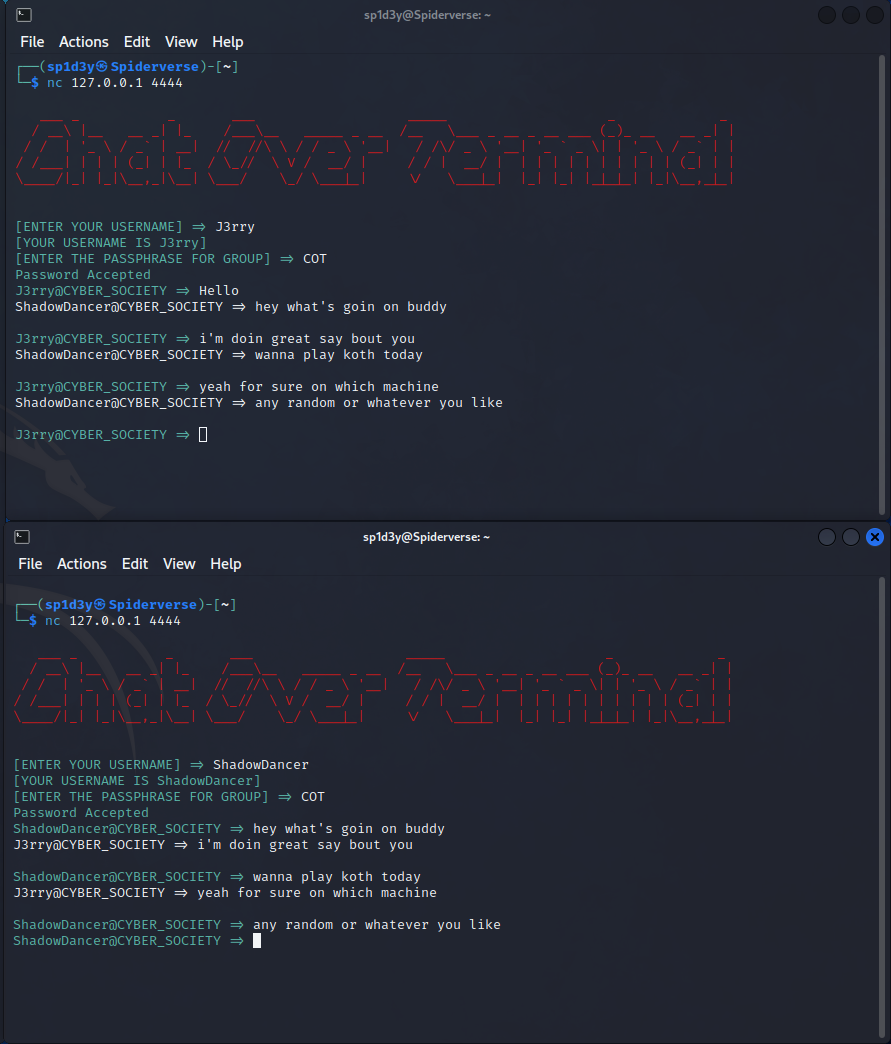 sp1d3y@Spiderverse: ~
File Actions Edit View Help
┌──(sp1d3y㉿Spiderverse)-[~]
└─$ nc 127.0.0.1 4444
Chat Over Terminal
[ENTER YOUR USERNAME] => J3rry
[YOUR USERNAME IS J3rry]
[ENTER THE PASSPHRASE FOR GROUP] => COT
Password Accepted
J3rry@CYBER_SOCIETY => Hello
ShadowDancer@CYBER_SOCIETY => hey what's goin on buddy
J3rry@CYBER_SOCIETY => i'm doin great say bout you
ShadowDancer@CYBER_SOCIETY => wanna play koth today
J3rry@CYBER_SOCIETY => yeah for sure on which machine
ShadowDancer@CYBER_SOCIETY => any random or whatever you like
J3rry@CYBER_SOCIETY =>
sp1d3y@Spiderverse: ~
File Actions Edit View Help
┌──(sp1d3y㉿Spiderverse)-[~]
└─$ nc 127.0.0.1 4444
Chat Over Terminal
[ENTER YOUR USERNAME] => ShadowDancer
[YOUR USERNAME IS ShadowDancer]
[ENTER THE PASSPHRASE FOR GROUP] => COT
Password Accepted
ShadowDancer@CYBER_SOCIETY => hey what's goin on buddy
J3rry@CYBER_SOCIETY => i'm doin great say bout you
ShadowDancer@CYBER_SOCIETY => wanna play koth today
J3rry@CYBER_SOCIETY => yeah for sure on which machine
ShadowDancer@CYBER_SOCIETY => any random or whatever you like
ShadowDancer@CYBER_SOCIETY =>